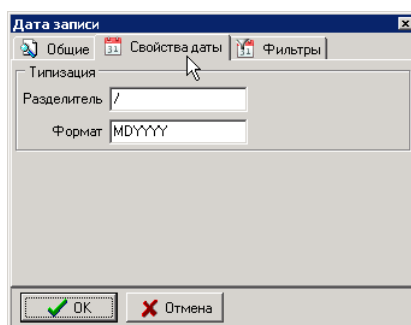 Дата записи
Общие Свойства даты Фильтры
Типизация
Разделитель /
Формат MDYYYY
OK Отмена